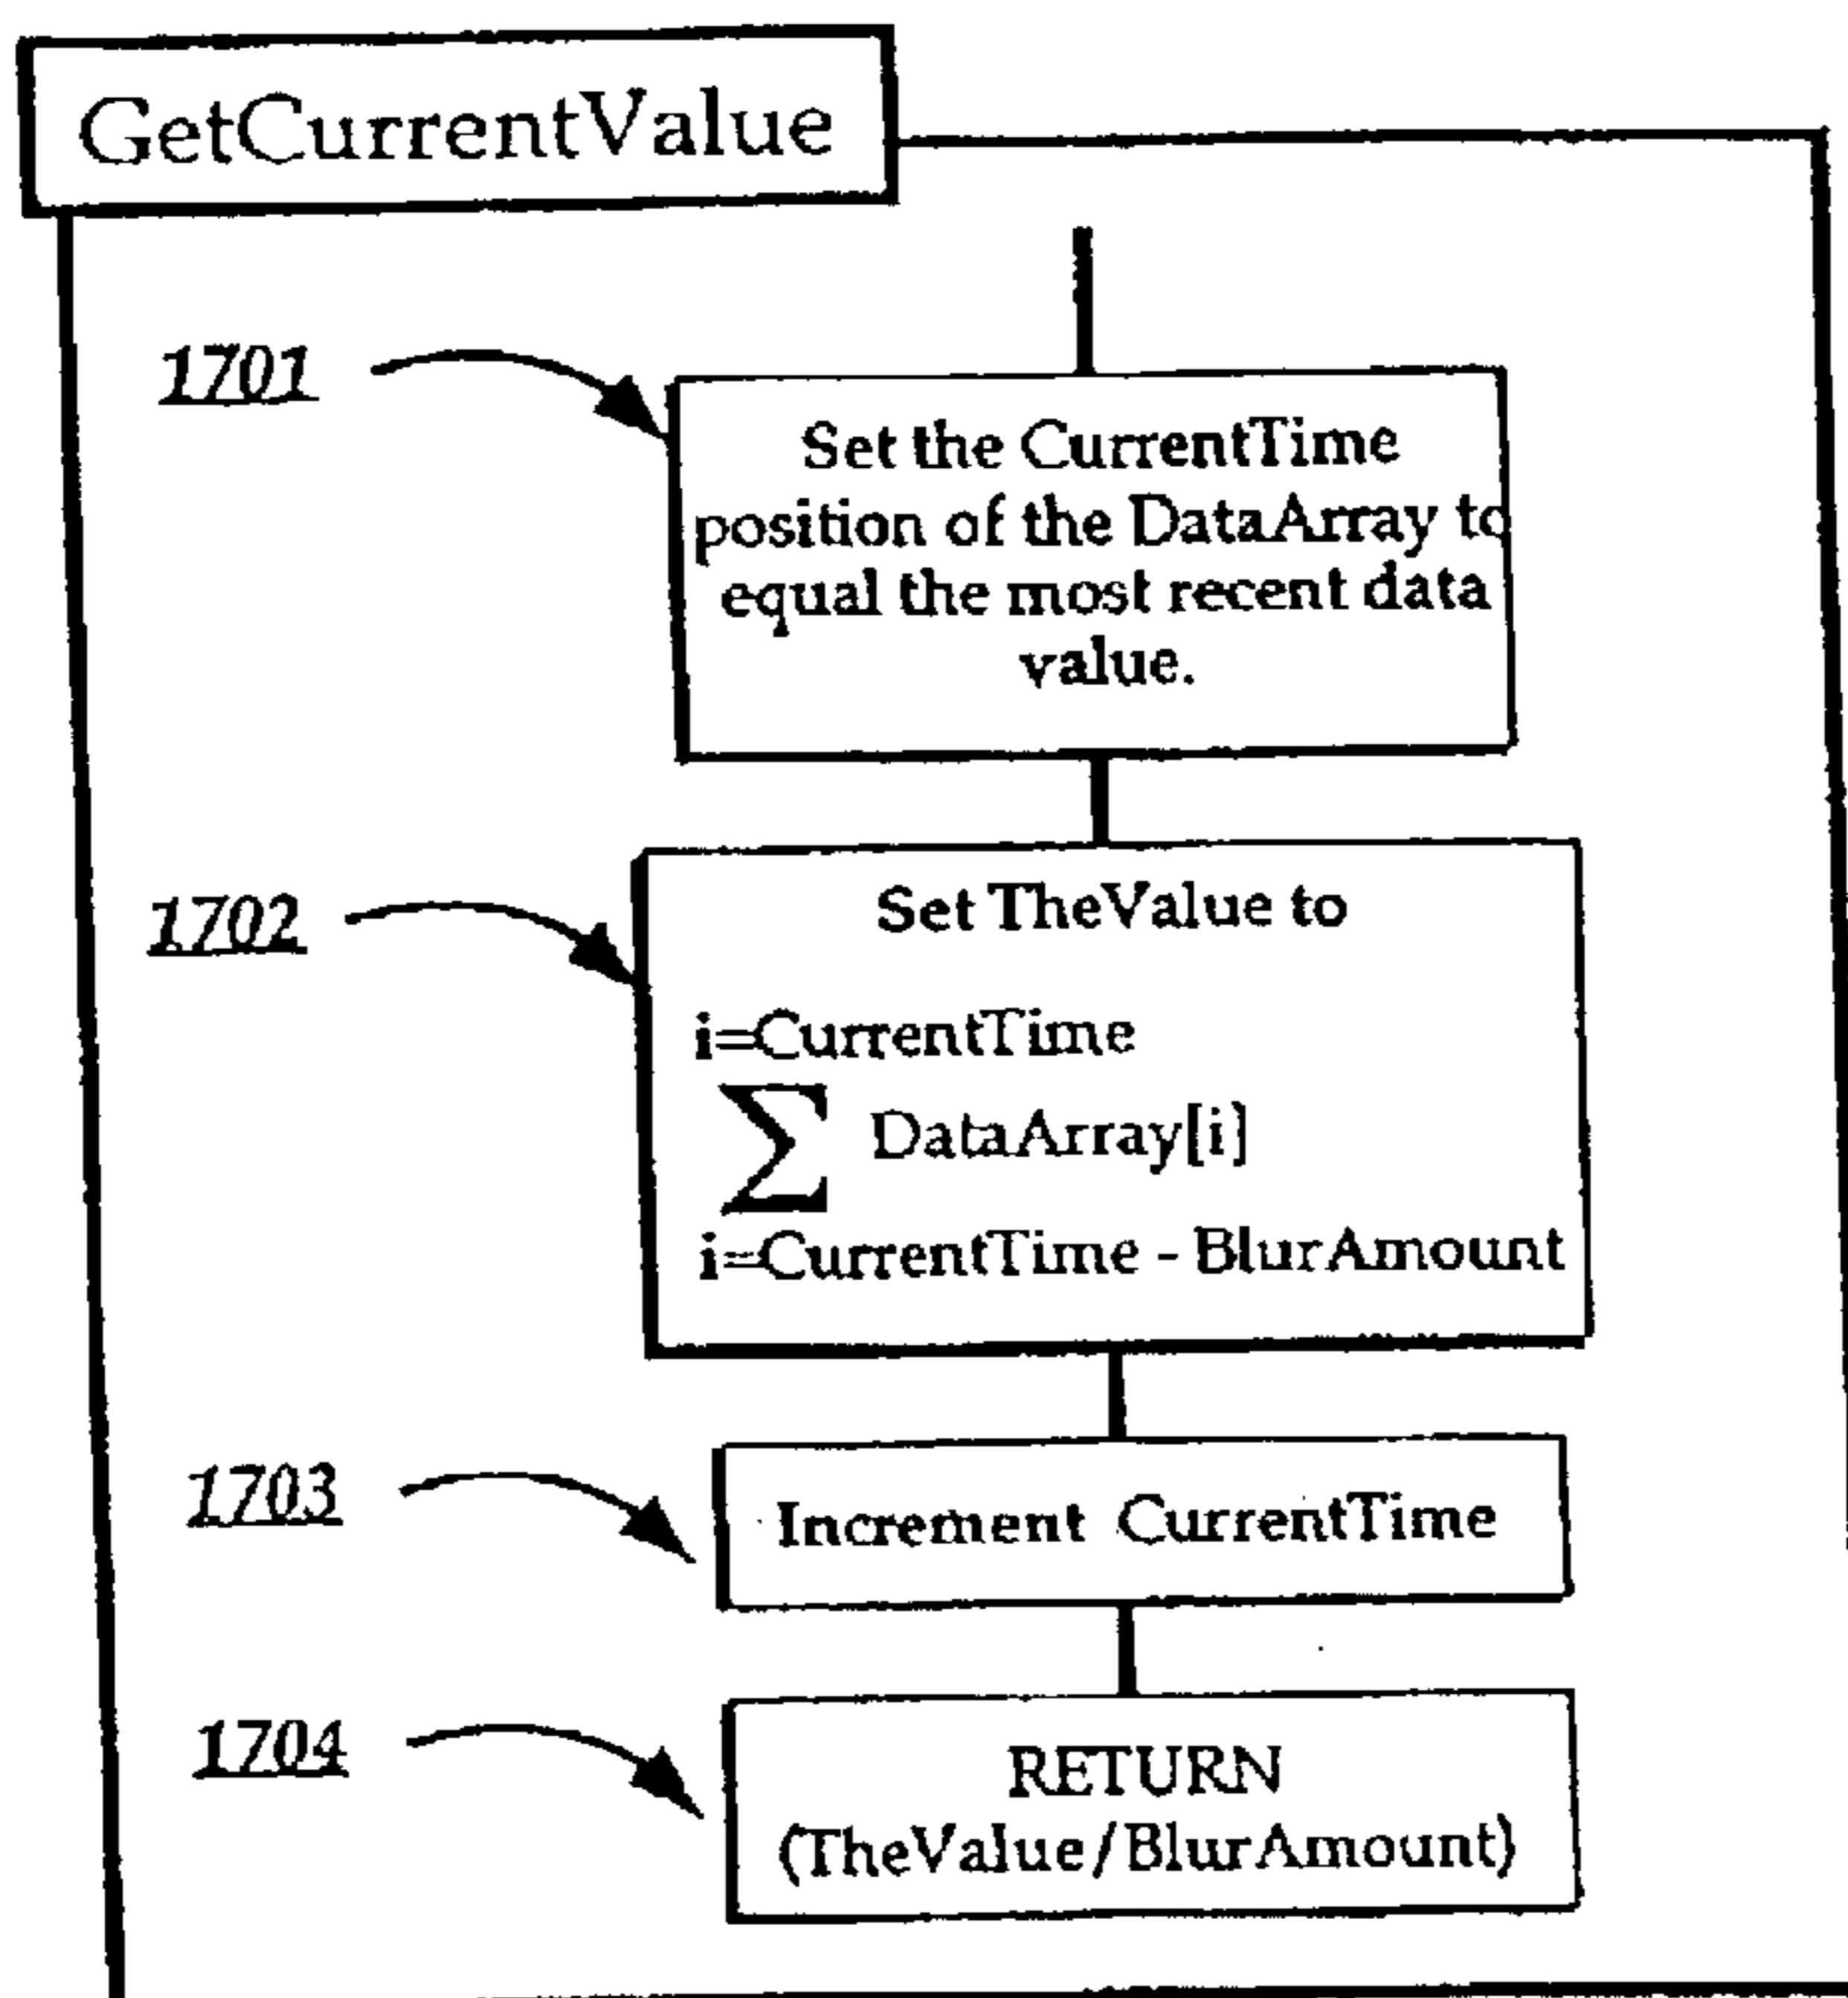 GetCurrentValue
1701
Set the CurrentTime
position of the DataArray to
equal the most recent data
value.
1702
Set TheValue to
i=CurrentTime
∑ DataArray[i]
i=CurrentTime - BlurAmount
1703
Increment CurrentTime
1704
RETURN
(TheValue/BlurAmount)